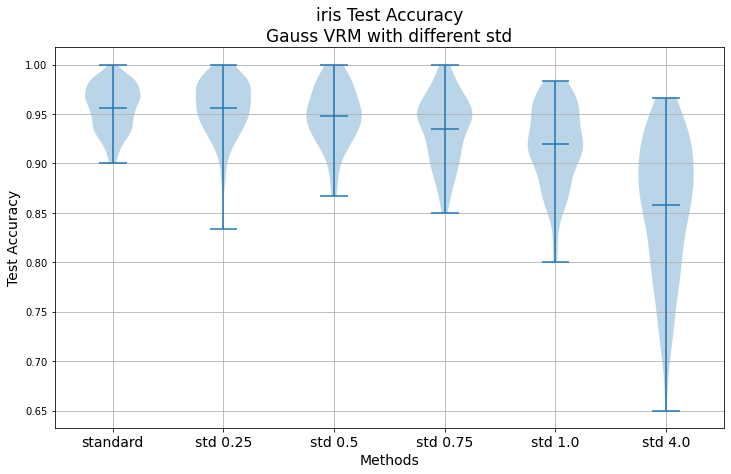 iris Test Accuracy
Gauss VRM with different std
Test Accuracy
1.00
0.95
0.90
0.85
0.80
0.75
0.70
0.65
standard std 0.25 std 0.5 std 0.75 std 1.0 std 4.0
Methods